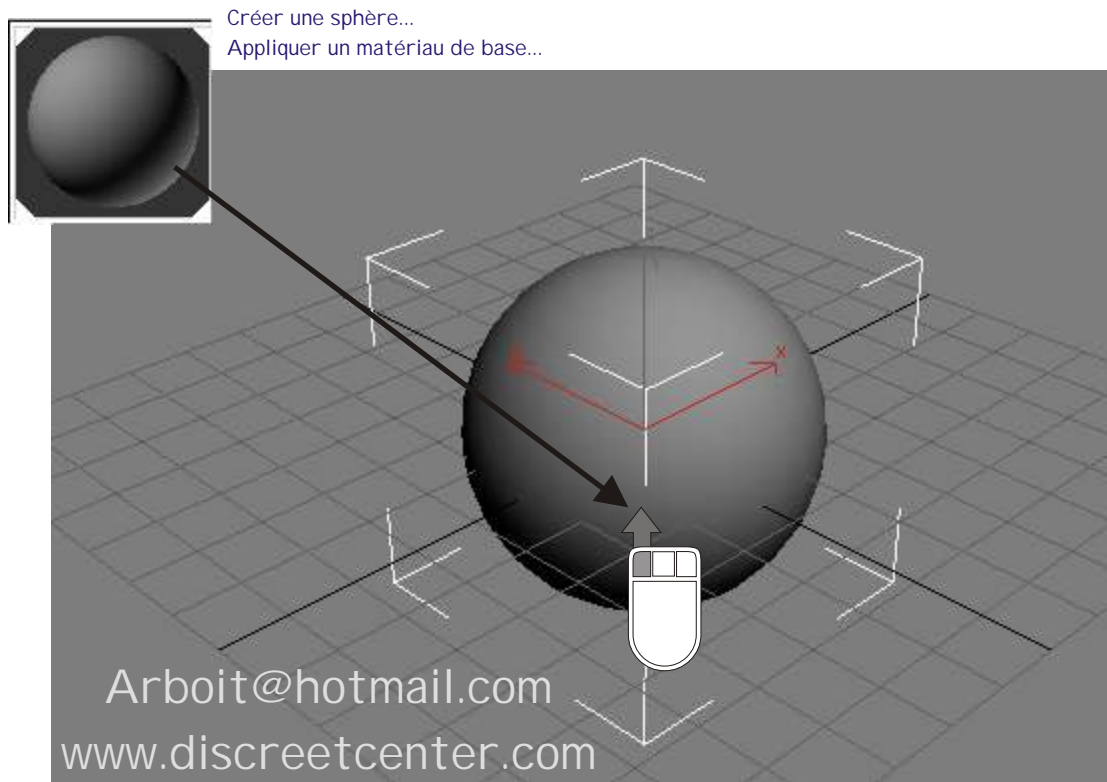 Créer une sphère...
Appliquer un matériau de base...
x
Arboit@hotmail.com
www.discreetcenter.com